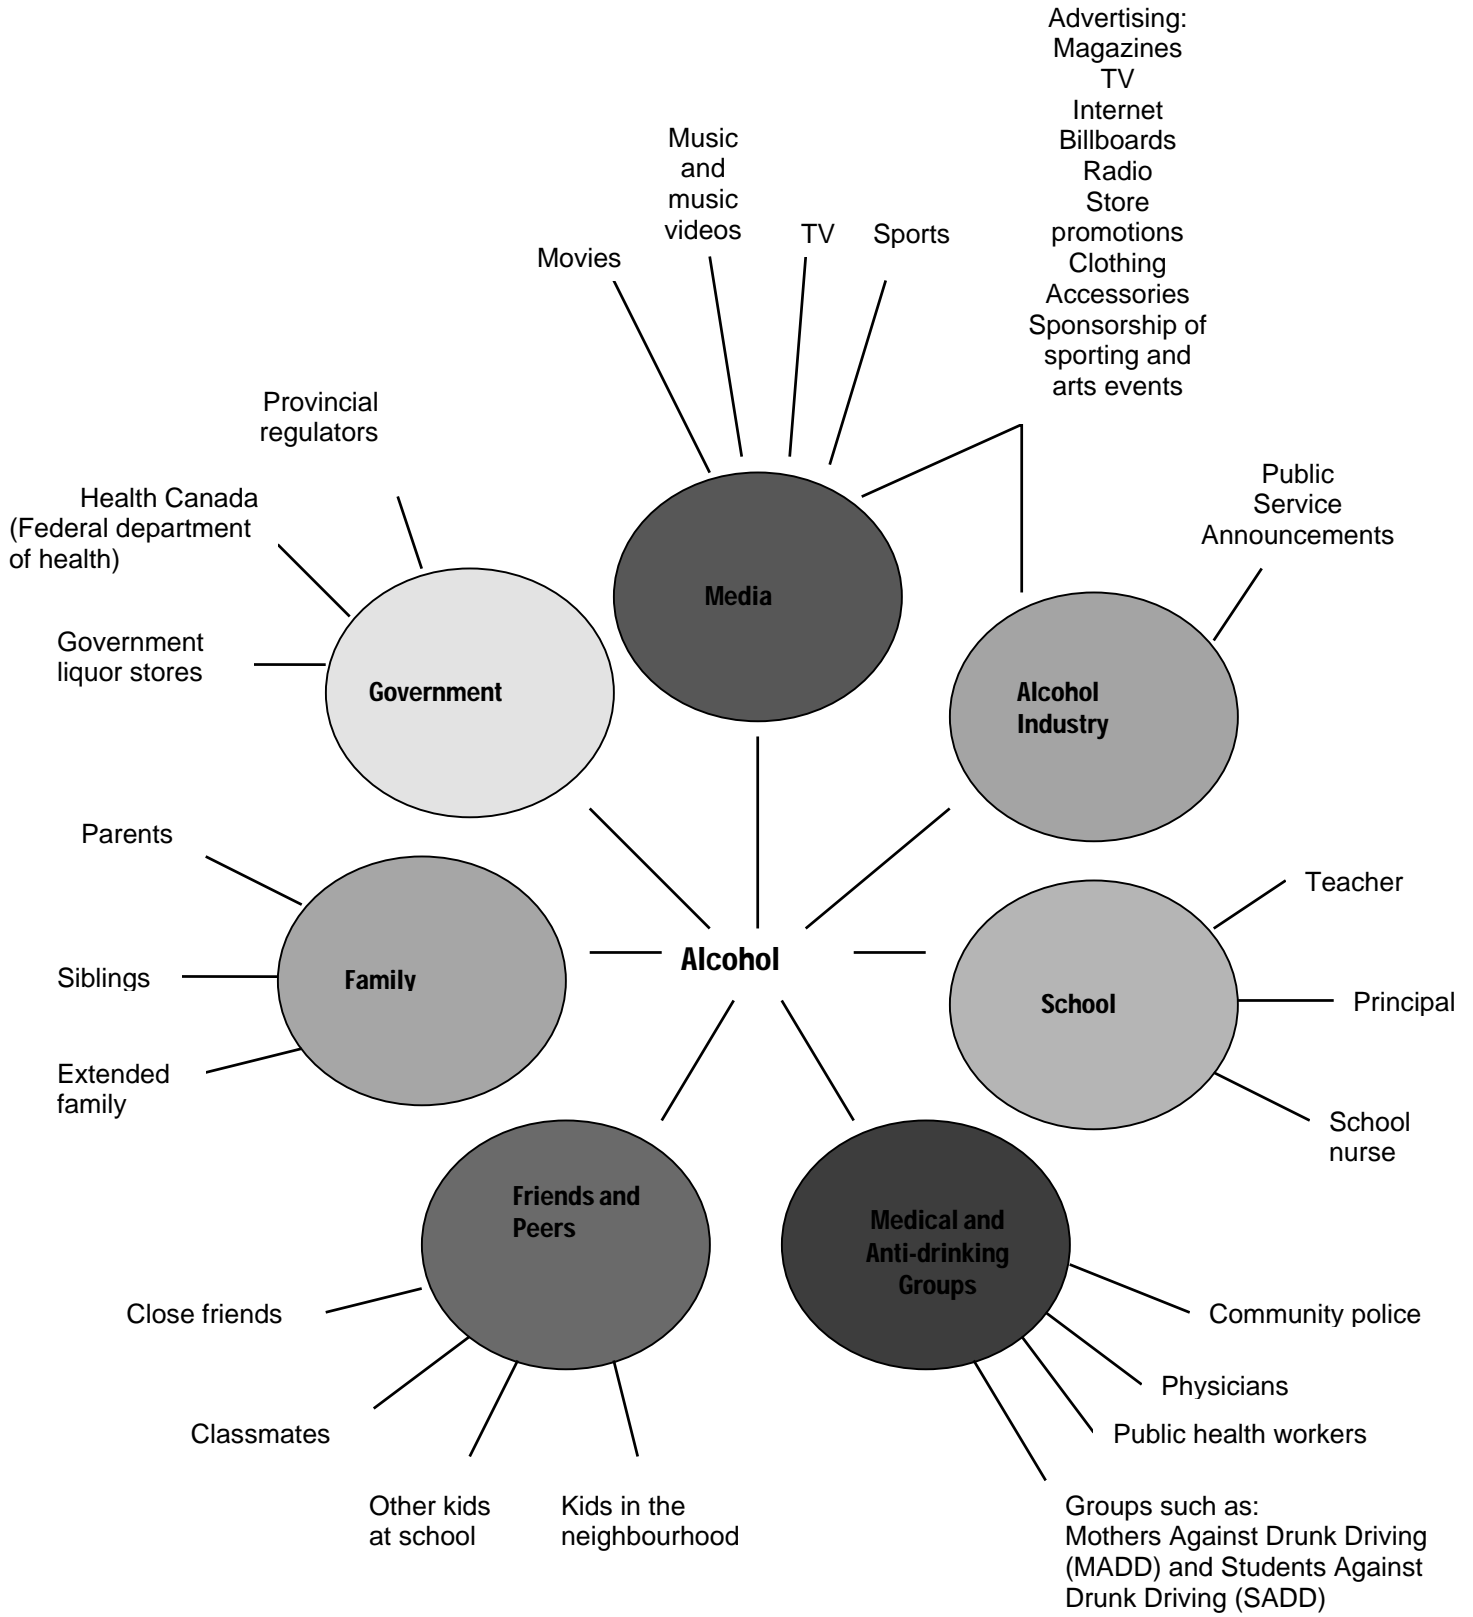 Advertising:
Magazines
TV
Internet
Billboards
Radio
Store
promotions
Clothing
Accessories
Sponsorship of
sporting and
arts events
Music
and
music
videos
TV
Sports
Movies
Provincial
regulators
Health Canada
(Federal department
of health)
Government
liquor stores
Public
Service
Announcements
Media
Government
Alcohol
Industry
Parents
Siblings
Extended
family
Family
Alcohol
School
Teacher
Principal
School
nurse
Friends and
Peers
Medical and
Anti-drinking
Groups
Close friends
Classmates
Other kids
at school
Kids in the
neighbourhood
Community police
Physicians
Public health workers
Groups such as:
Mothers Against Drunk Driving
(MADD) and Students Against
Drunk Driving (SADD)